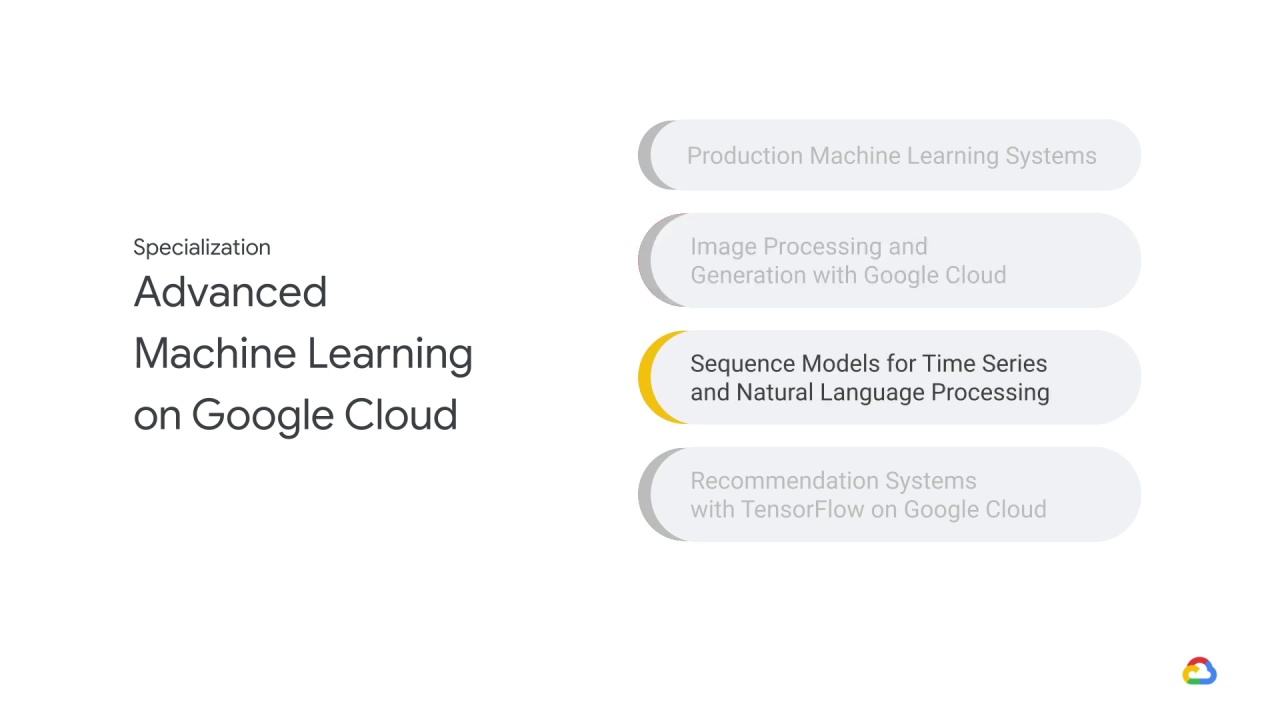 Specialization
Advanced
Machine Learning
on Google Cloud
Production Machine Learning Systems
Image Processing and
Generation with Google Cloud
Sequence Models for Time Series
and Natural Language Processing
Recommendation Systems
with TensorFlow on Google Cloud